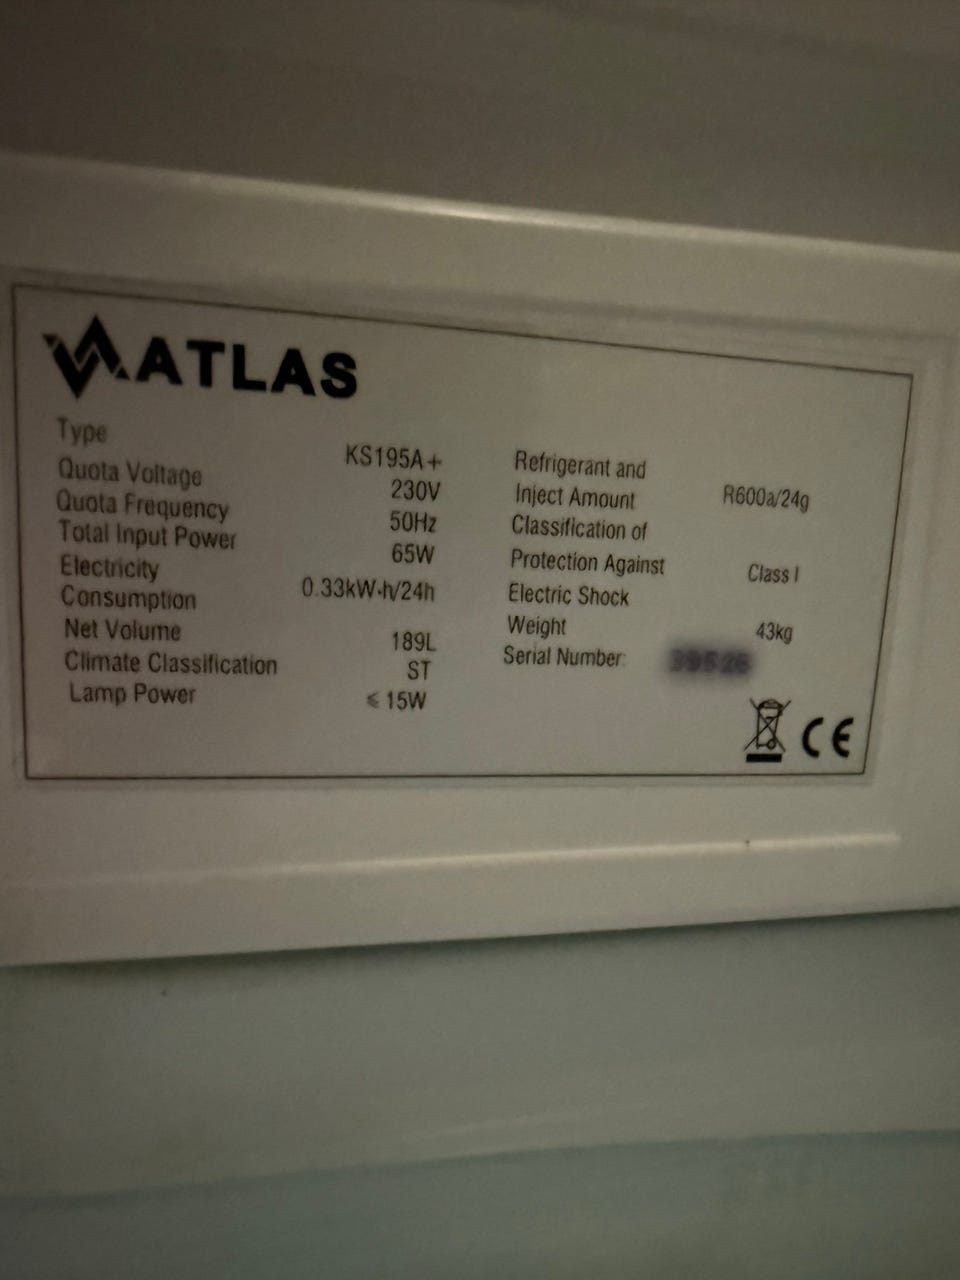 ATLAS
Type KS195A+
Quota Voltage 230V
Quota Frequency 50Hz
Total Input Power 65W
Electricity
Consumption 0.33kW·h/24h
Net Volume 189L
Climate Classification ST
Lamp Power ≤ 15W
Refrigerant and
Inject Amount R600a/24g
Classification of
Protection Against
Electric Shock Class I
Weight 43kg
Serial Number:
CE